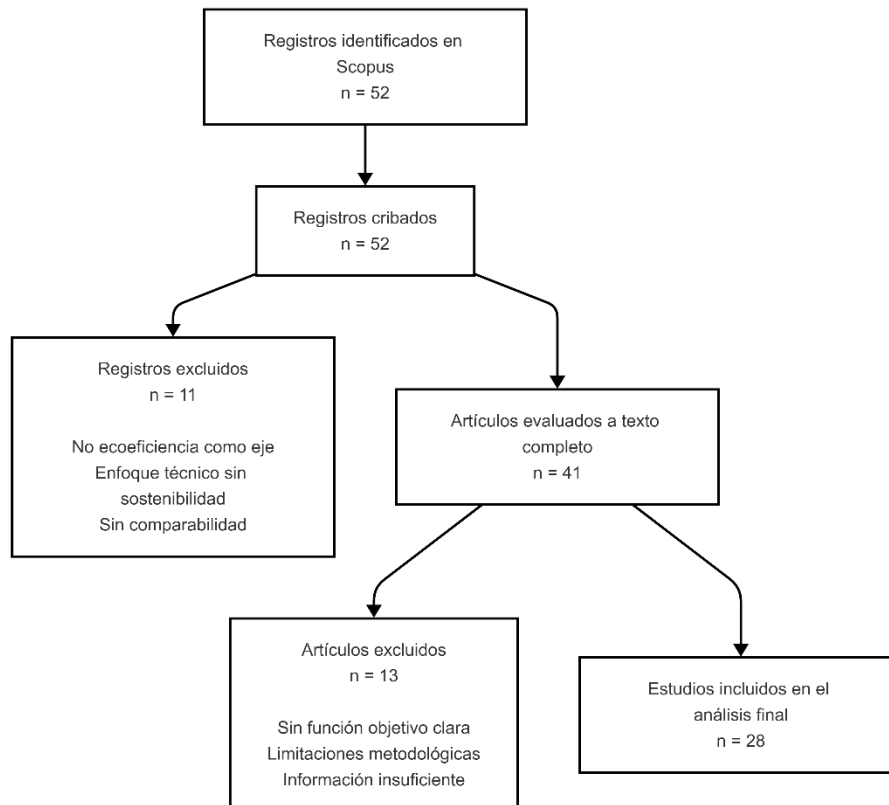 Registros identificados en
Scopus
n = 52
Registros cribados
n = 52
Registros excluidos
n = 11
No ecoeficiencia como eje
Enfoque técnico sin
sostenibilidad
Sin comparabilidad
Artículos evaluados a texto
completo
n = 41
Artículos excluidos
n = 13
Sin función objetivo clara
Limitaciones metodológicas
Información insuficiente
Estudios incluidos en el
análisis final
n = 28